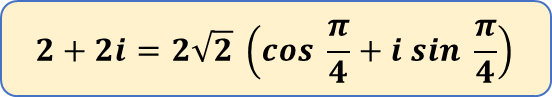 2 + 2i = 2√2 (cos π/4 + i sin π/4)